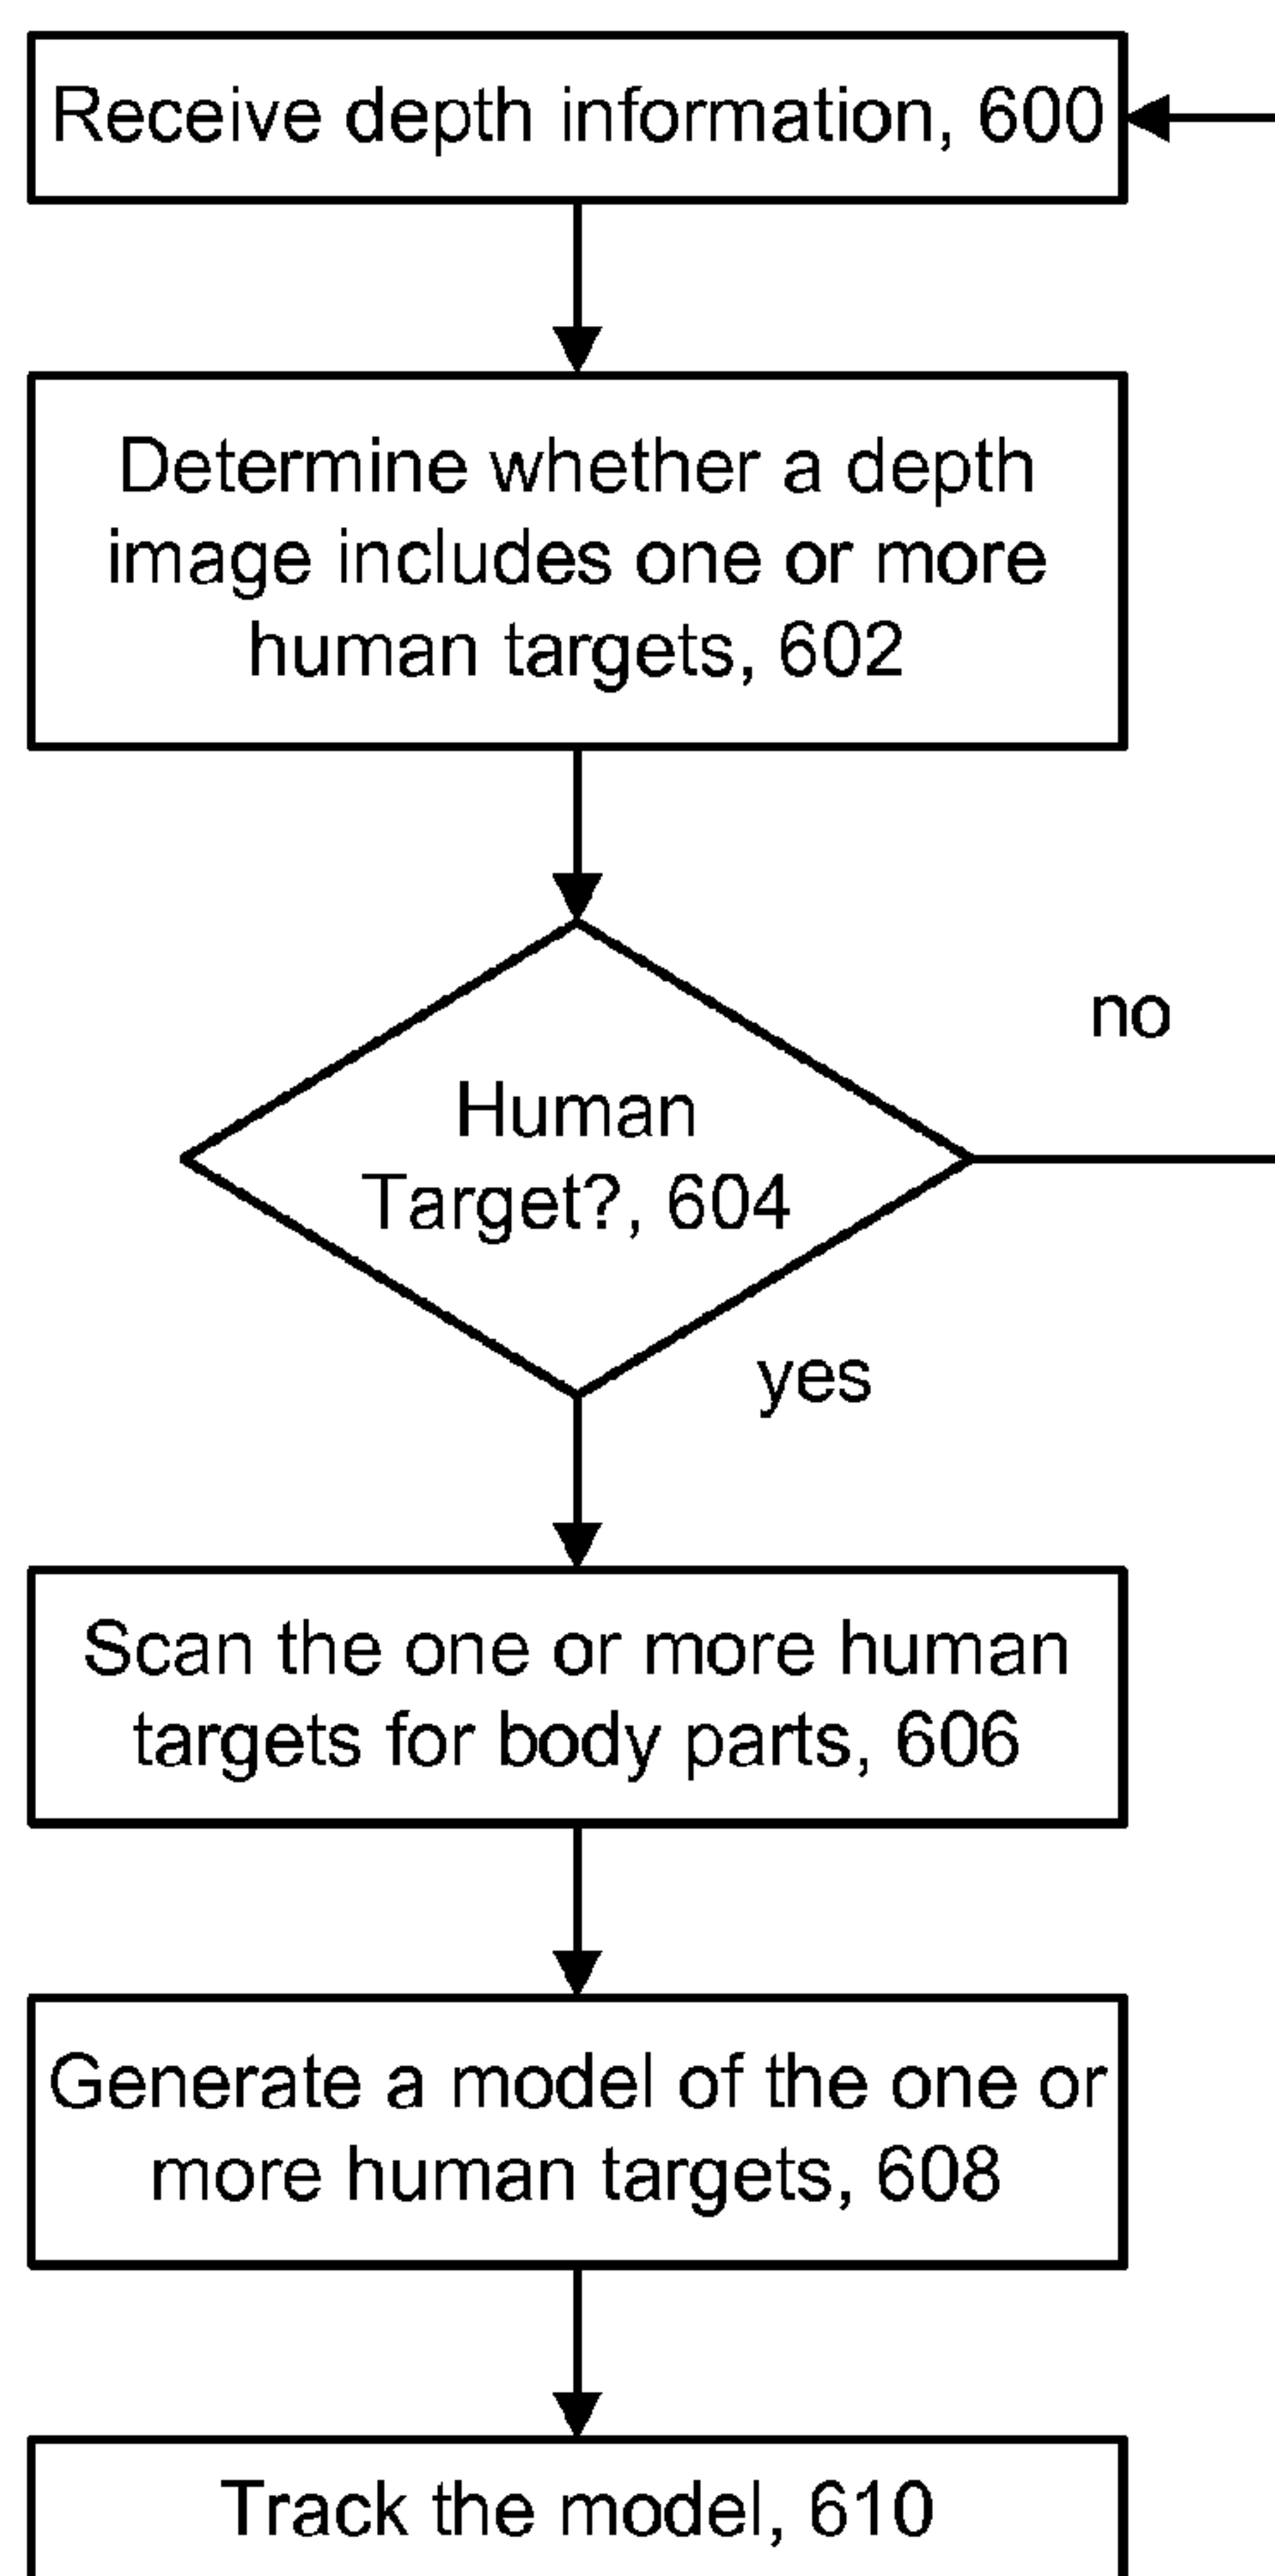 Receive depth information, 600
Determine whether a depth
image includes one or more
human targets, 602
no
Human
Target?, 604
yes
Scan the one or more human
targets for body parts, 606
Generate a model of the one or
more human targets, 608
Track the model, 610